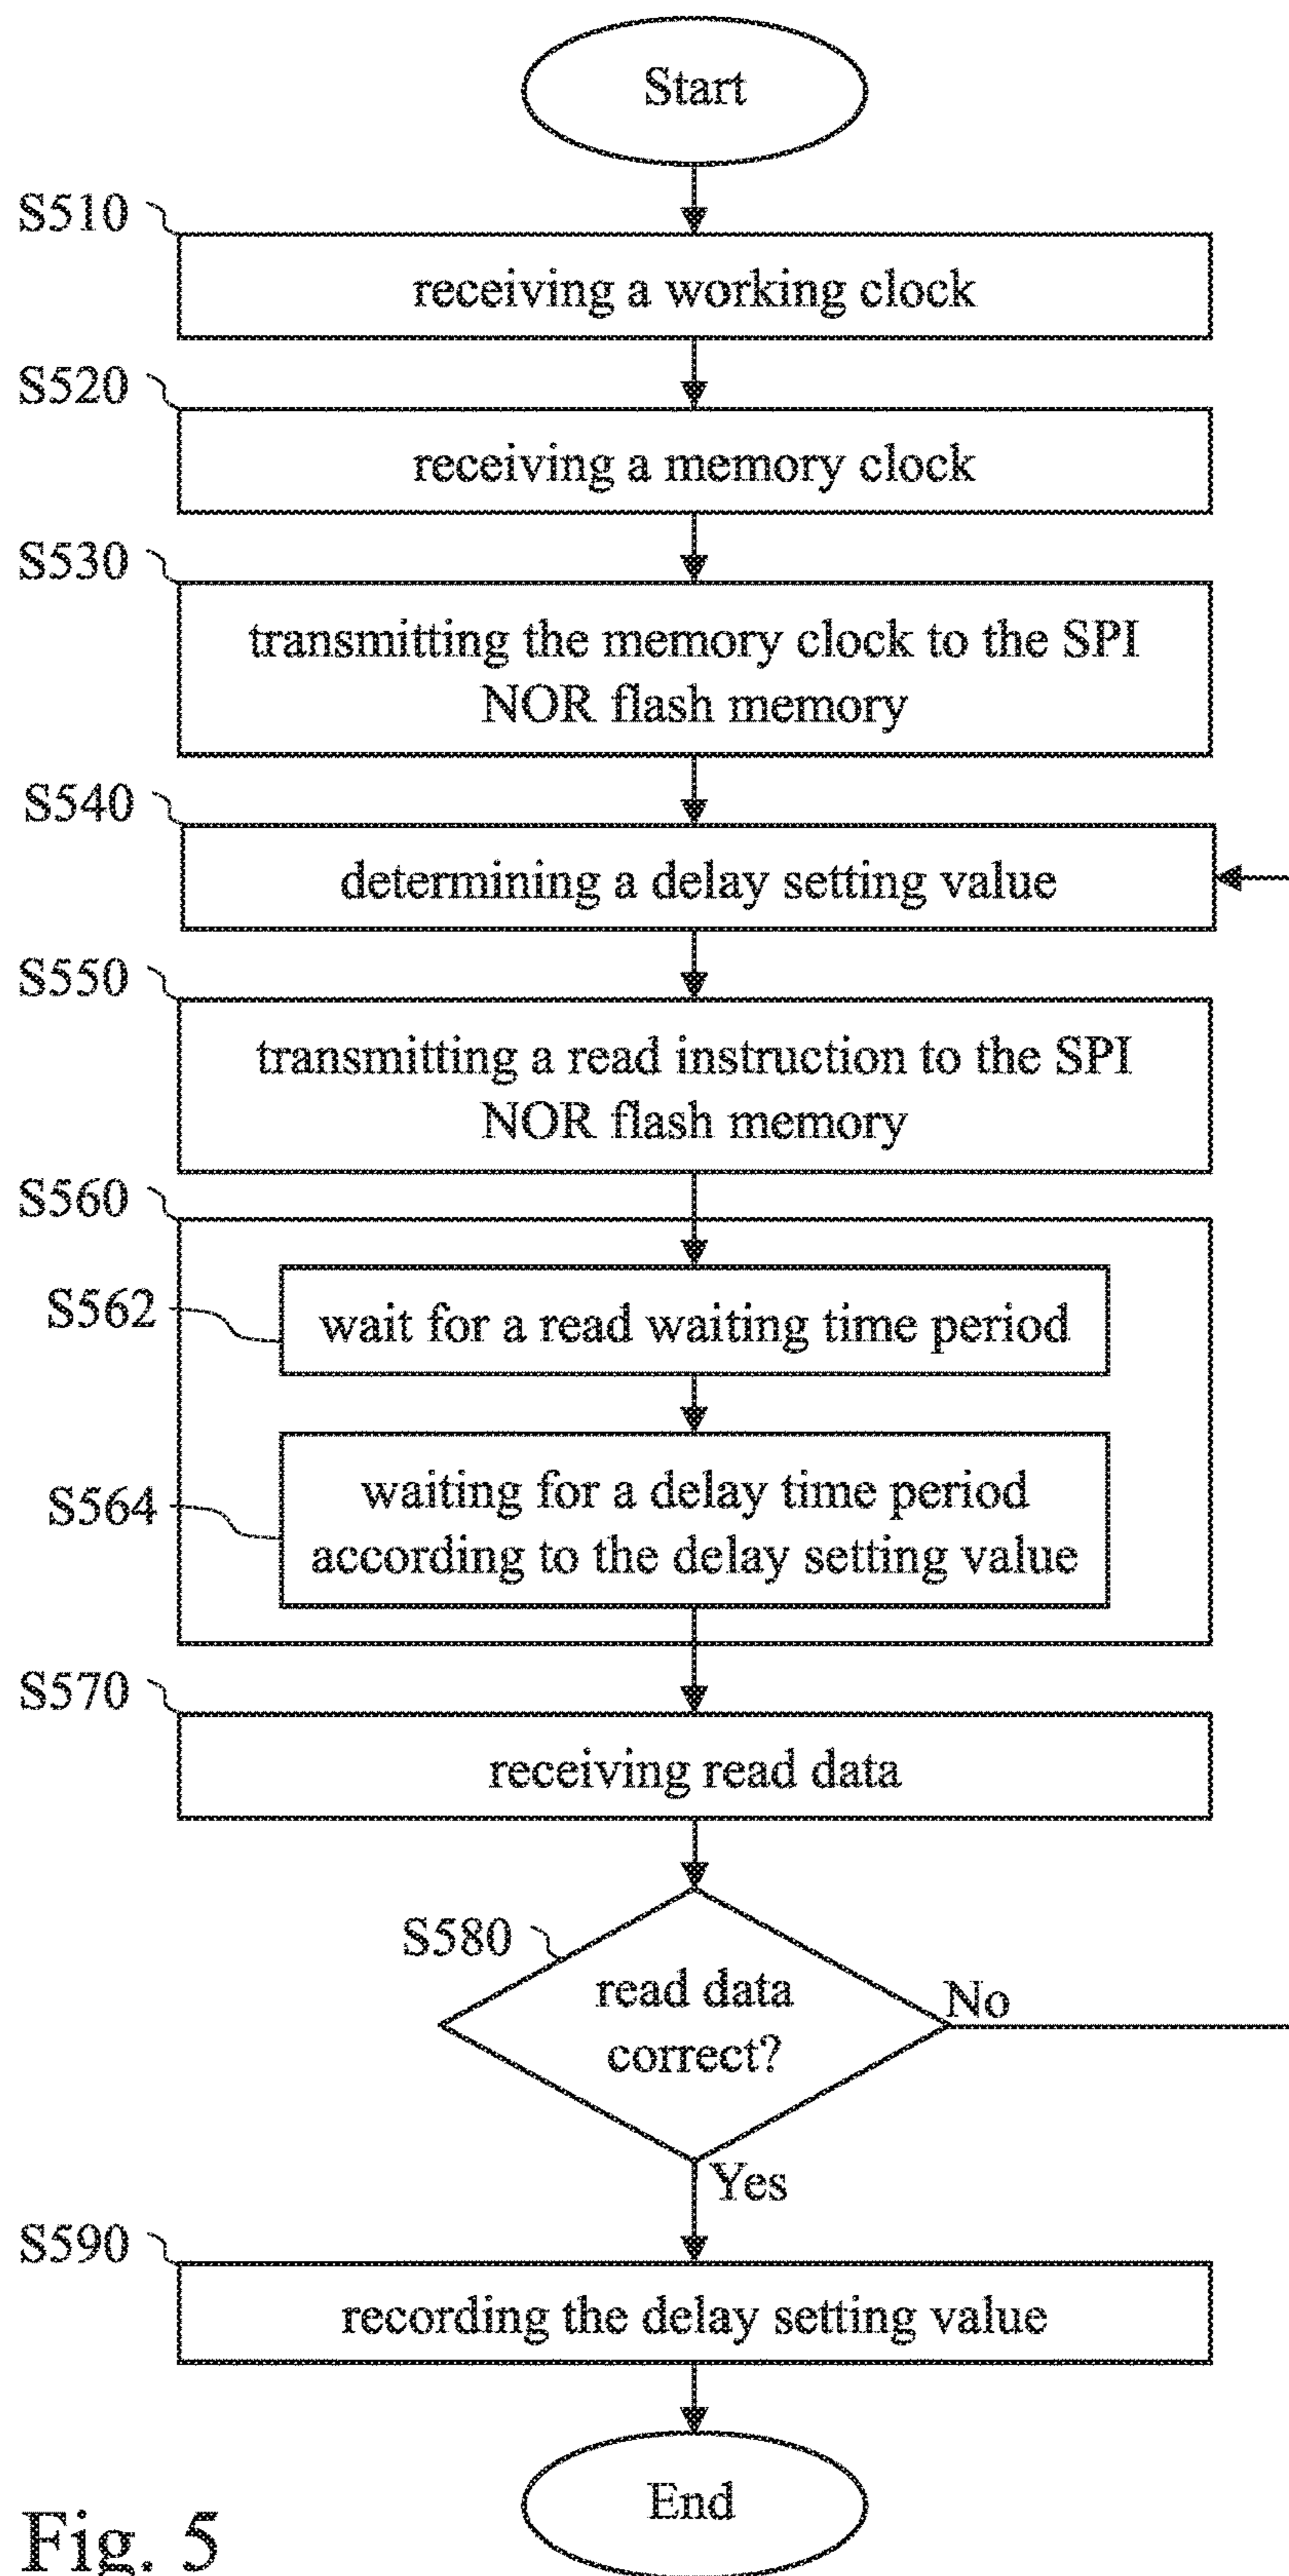 Start
S510
receiving a working clock
S520
receiving a memory clock
S530
transmitting the memory clock to the SPI
NOR flash memory
S540
determining a delay setting value
S550
transmitting a read instruction to the SPI
NOR flash memory
S560
S562
wait for a read waiting time period
S564
waiting for a delay time period
according to the delay setting value
S570
receiving read data
S580
read data
correct?
No
Yes
S590
recording the delay setting value
End
Fig. 5